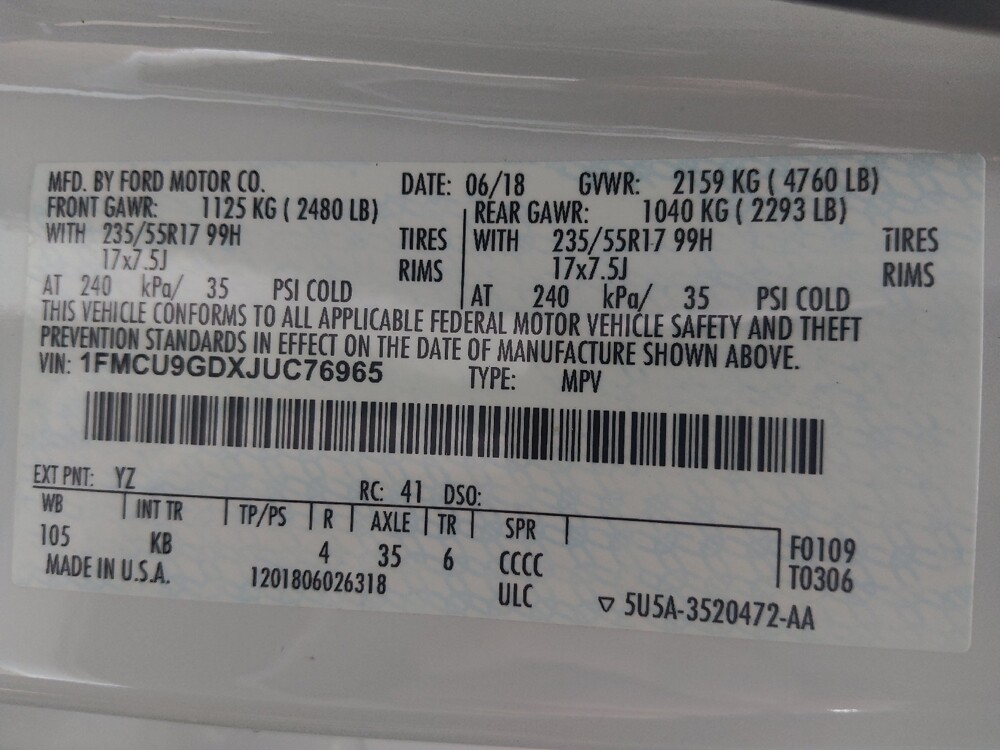 MFD. BY FORD MOTOR CO. DATE: 06/18 GVWR: 2159 KG ( 4760 LB)
FRONT GAWR: 1125 KG ( 2480 LB) REAR GAWR: 1040 KG ( 2293 LB)
WITH 235/55R17 99H TIRES WITH 235/55R17 99H TIRES
17x7.5J RIMS 17x7.5J RIMS
AT 240 kPa/ 35 PSI COLD AT 240 kPa/ 35 PSI COLD
THIS VEHICLE CONFORMS TO ALL APPLICABLE FEDERAL MOTOR VEHICLE SAFETY AND THEFT
PREVENTION STANDARDS IN EFFECT ON THE DATE OF MANUFACTURE SHOWN ABOVE.
VIN: 1FMCU9GDXJUC76965 TYPE: MPV
EXT PNT: YZ RC: 41 DSO:
WB INT TR TP/PS R AXLE TR SPR
105 KB 4 35 6 CCCC F0109
MADE IN U.S.A. 1201806026318 ULC T0306
▽ 5U5A-3520472-AA